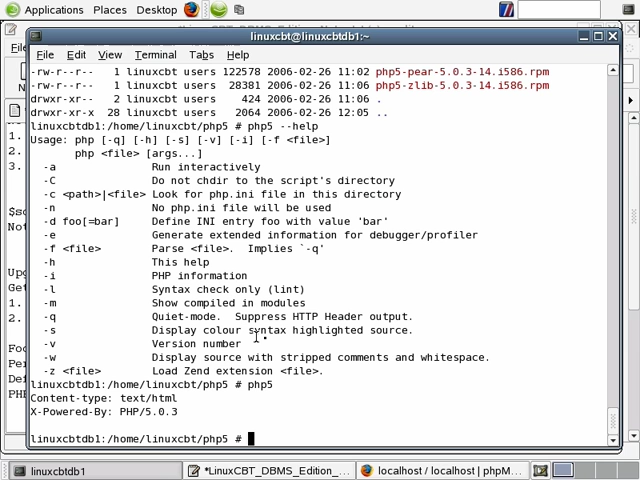 Applications Places Desktop
linuxcbt@linuxcbtdb1:~
File Edit View Terminal Tabs Help
-rw-r--r-- 1 linuxcbt users 122578 2006-02-26 11:02 php5-pear-5.0.3-14.i586.rpm
-rw-r--r-- 1 linuxcbt users 28381 2006-02-26 11:06 php5-zlib-5.0.3-14.i586.rpm
drwxr-xr-- 2 linuxcbt users 424 2006-02-26 11:06 .
drwxr-xr-x 28 linuxcbt users 2064 2006-02-26 12:05 ..
linuxcbtdb1:/home/linuxcbt/php5 # php5 --help
Usage: php [-q] [-h] [-s] [-v] [-i] [-f <file>]
php <file> [args...]
-a Run interactively
-C Do not chdir to the script's directory
-c <path>|<file> Look for php.ini file in this directory
-n No php.ini file will be used
-d foo[=bar] Define INI entry foo with value 'bar'
-e Generate extended information for debugger/profiler
-f <file> Parse <file>. Implies `-q'
-h This help
-i PHP information
-l Syntax check only (lint)
-m Show compiled in modules
-q Quiet-mode. Suppress HTTP Header output.
-s Display colour syntax highlighted source.
-v Version number
-w Display source with stripped comments and whitespace.
-z <file> Load Zend extension <file>.
linuxcbtdb1:/home/linuxcbt/php5 # php5
Content-type: text/html
X-Powered-By: PHP/5.0.3
linuxcbtdb1:/home/linuxcbt/php5 #
linuxcbtdb1
*LinuxCBT_DBMS_Edition_...
localhost / localhost | phpM...